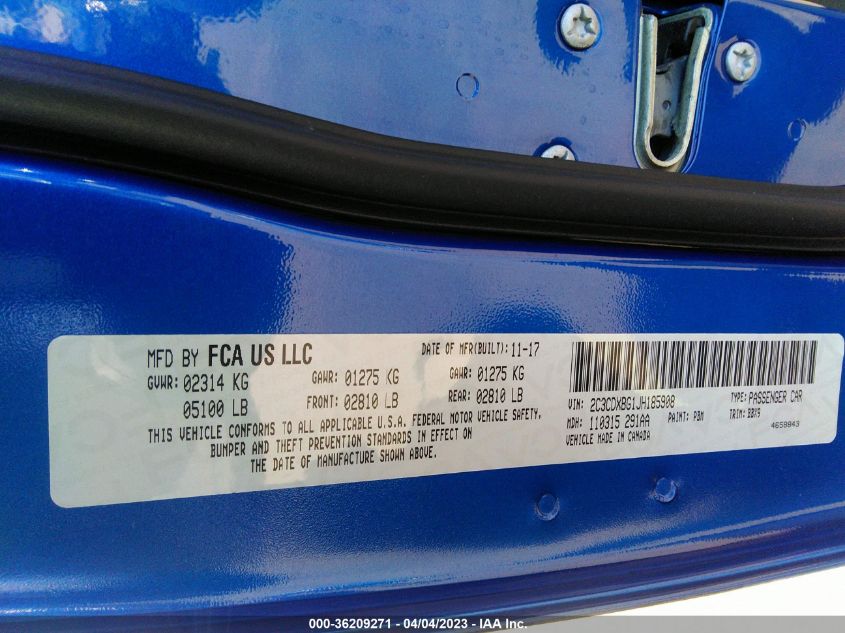 MFD BY FCA US LLC DATE OF MFR(BUILT): 11-17
GVWR: 02314 KG GAWR: 01275 KG GAWR: 01275 KG
05100 LB FRONT: 02810 LB REAR: 02810 LB
THIS VEHICLE CONFORMS TO ALL APPLICABLE U.S.A. FEDERAL MOTOR VEHICLE SAFETY,
BUMPER AND THEFT PREVENTION STANDARDS IN EFFECT ON
THE DATE OF MANUFACTURE SHOWN ABOVE.
VIN: 2C3CDXBG1JH185908 TYPE: PASSENGER CAR
MDH: 110315 291AA PAINT: PBM TRIM: BBX9
VEHICLE MADE IN CANADA 4658843
000-36209271 - 04/04/2023 - IAA Inc.